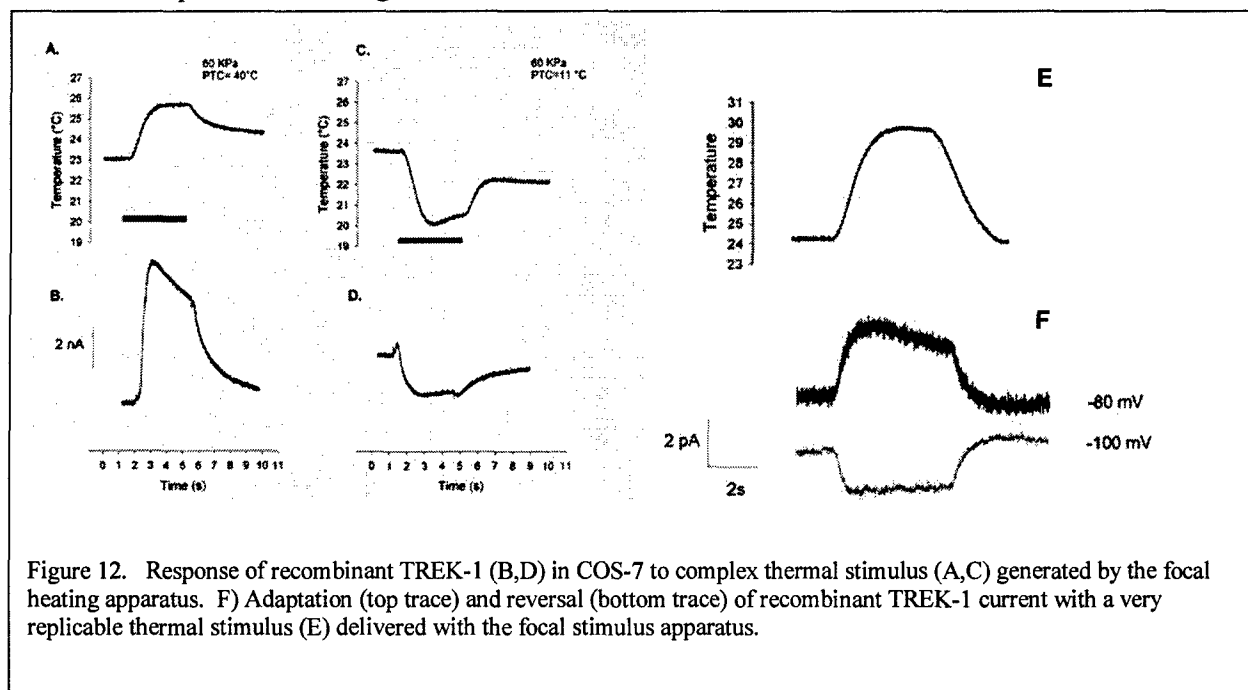 A.
60 KPa
PTC= 40°C
27
26
25
24
23
22
21
20
19
Temperature (°C)
B.
2 nA
0 1 2 3 4 5 6 7 8 9 10 11
Time (s)
C.
60 KPa
PTC=11 °C
27
26
25
24
23
22
21
20
19
Temperature (°C)
D.
0 1 2 3 4 5 6 7 8 9 10 11
Time (s)
E
31
30
29
28
27
26
25
24
23
Temperature
F
-80 mV
-100 mV
2 pA
2s
Figure 12. Response of recombinant TREK-1 (B,D) in COS-7 to complex thermal stimulus (A,C) generated by the focal
heating apparatus. F) Adaptation (top trace) and reversal (bottom trace) of recombinant TREK-1 current with a very
replicable thermal stimulus (E) delivered with the focal stimulus apparatus.